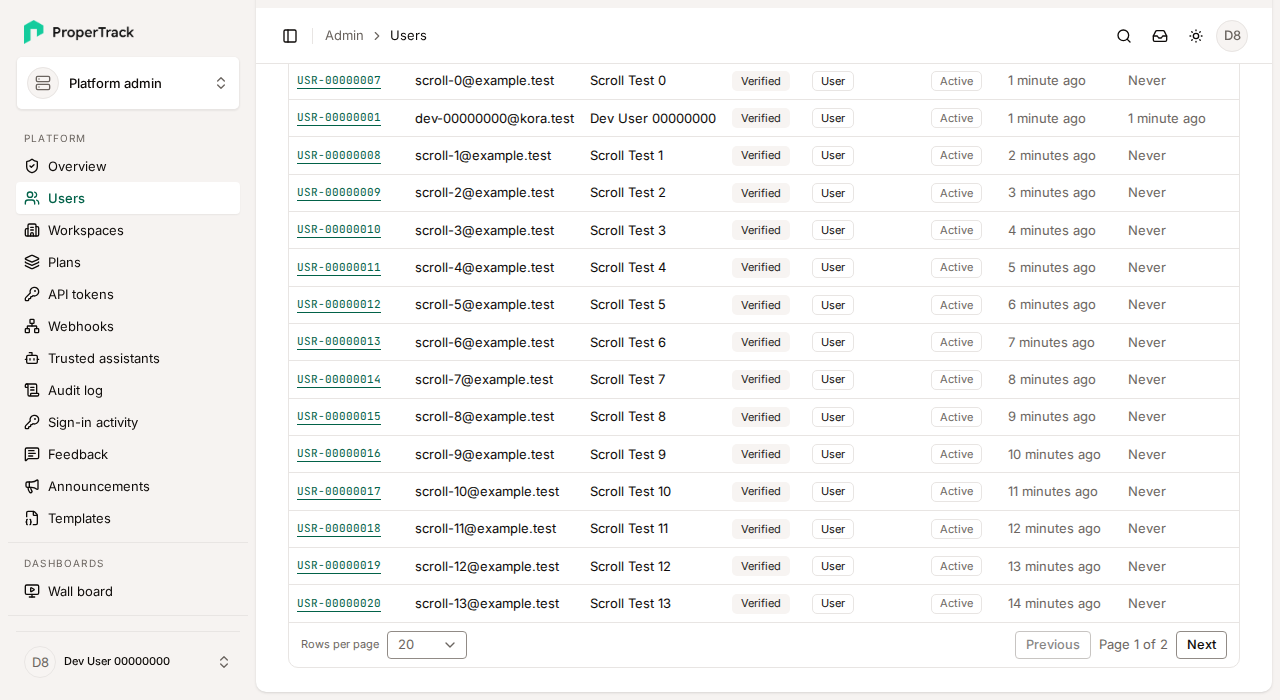 ProperTrack
Platform admin
PLATFORM
Overview
Users
Workspaces
Plans
API tokens
Webhooks
Trusted assistants
Audit log
Sign-in activity
Feedback
Announcements
Templates
DASHBOARDS
Wall board
D8 Dev User 00000000
Admin > Users D8
USR-00000007 scroll-0@example.test Scroll Test 0 Verified User Active 1 minute ago Never
USR-00000001 dev-00000000@kora.test Dev User 00000000 Verified User Active 1 minute ago 1 minute ago
USR-00000008 scroll-1@example.test Scroll Test 1 Verified User Active 2 minutes ago Never
USR-00000009 scroll-2@example.test Scroll Test 2 Verified User Active 3 minutes ago Never
USR-00000010 scroll-3@example.test Scroll Test 3 Verified User Active 4 minutes ago Never
USR-00000011 scroll-4@example.test Scroll Test 4 Verified User Active 5 minutes ago Never
USR-00000012 scroll-5@example.test Scroll Test 5 Verified User Active 6 minutes ago Never
USR-00000013 scroll-6@example.test Scroll Test 6 Verified User Active 7 minutes ago Never
USR-00000014 scroll-7@example.test Scroll Test 7 Verified User Active 8 minutes ago Never
USR-00000015 scroll-8@example.test Scroll Test 8 Verified User Active 9 minutes ago Never
USR-00000016 scroll-9@example.test Scroll Test 9 Verified User Active 10 minutes ago Never
USR-00000017 scroll-10@example.test Scroll Test 10 Verified User Active 11 minutes ago Never
USR-00000018 scroll-11@example.test Scroll Test 11 Verified User Active 12 minutes ago Never
USR-00000019 scroll-12@example.test Scroll Test 12 Verified User Active 13 minutes ago Never
USR-00000020 scroll-13@example.test Scroll Test 13 Verified User Active 14 minutes ago Never
Rows per page 20 Previous Page 1 of 2 Next